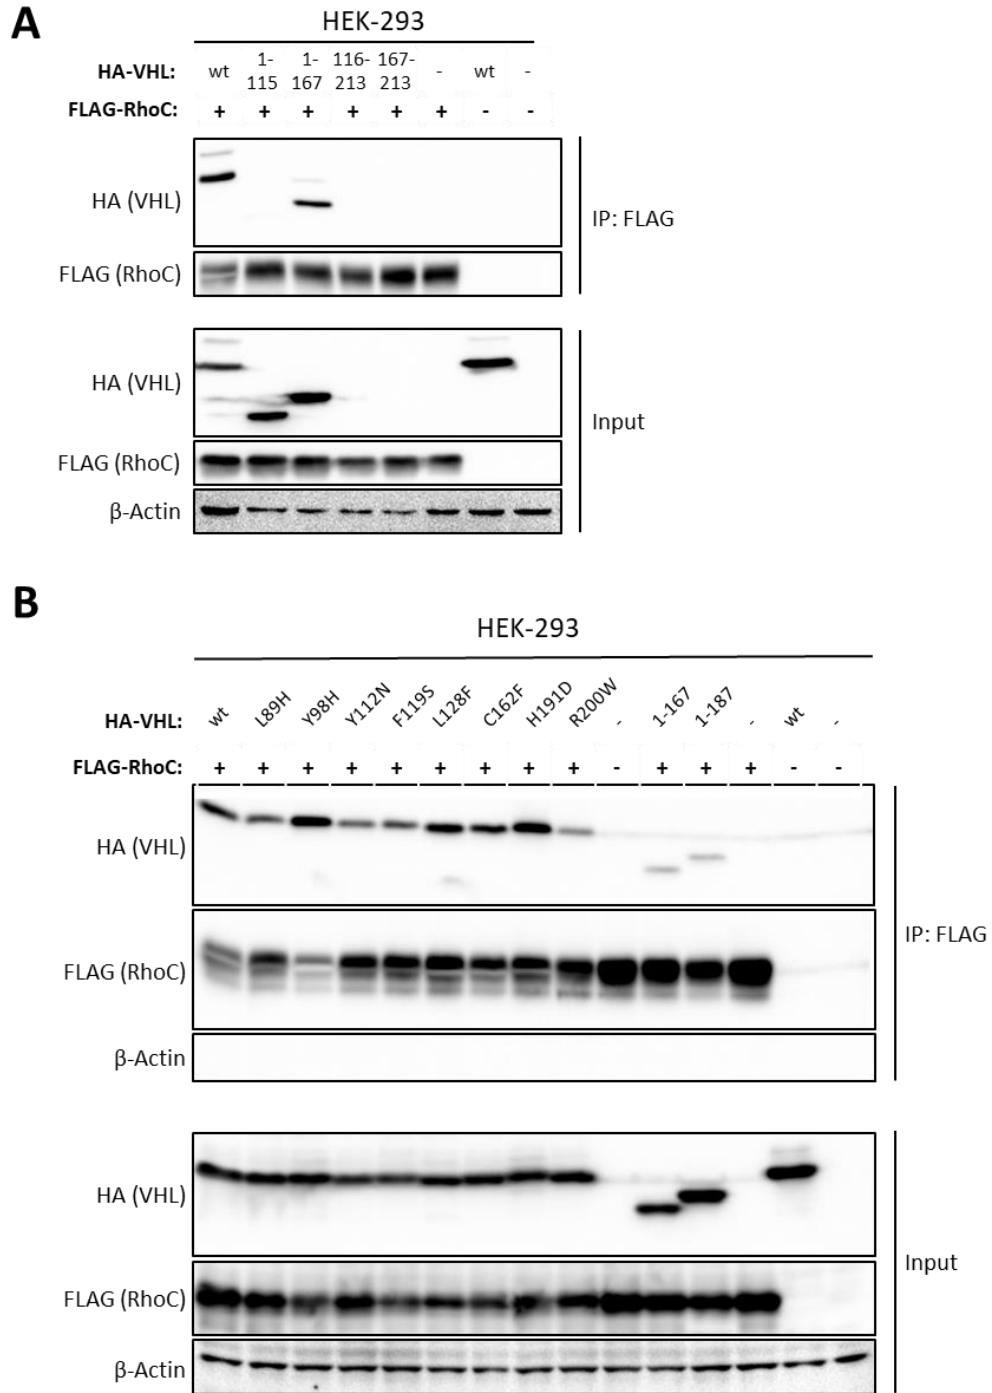 A
HEK-293
HA-VHL: wt 1-115 1-167 116-213 167-213 - wt -
FLAG-RhoC: + + + + + + - -
HA (VHL)
IP: FLAG
FLAG (RhoC)
HA (VHL)
Input
FLAG (RhoC)
β-Actin
B
HEK-293
HA-VHL: wt L89H Y98H Y112N F119S L128F C162F H191D R200W - 1-167 1-187 - wt -
FLAG-RhoC: + + + + + + + + + - + + + - -
HA (VHL)
IP: FLAG
FLAG (RhoC)
β-Actin
HA (VHL)
Input
FLAG (RhoC)
β-Actin